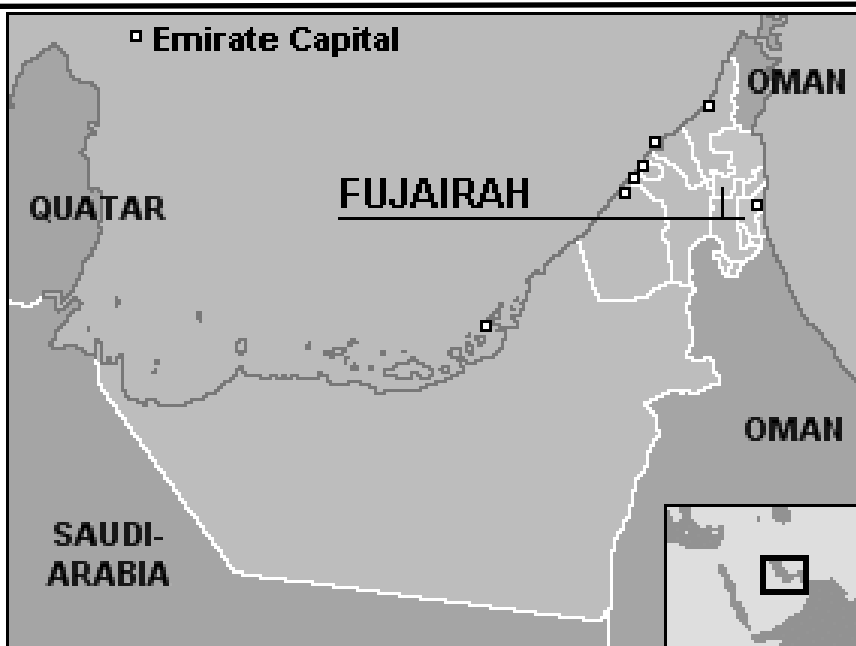 Emirate Capital
OMAN
QUATAR
FUJAIRAH
OMAN
SAUDI-
ARABIA